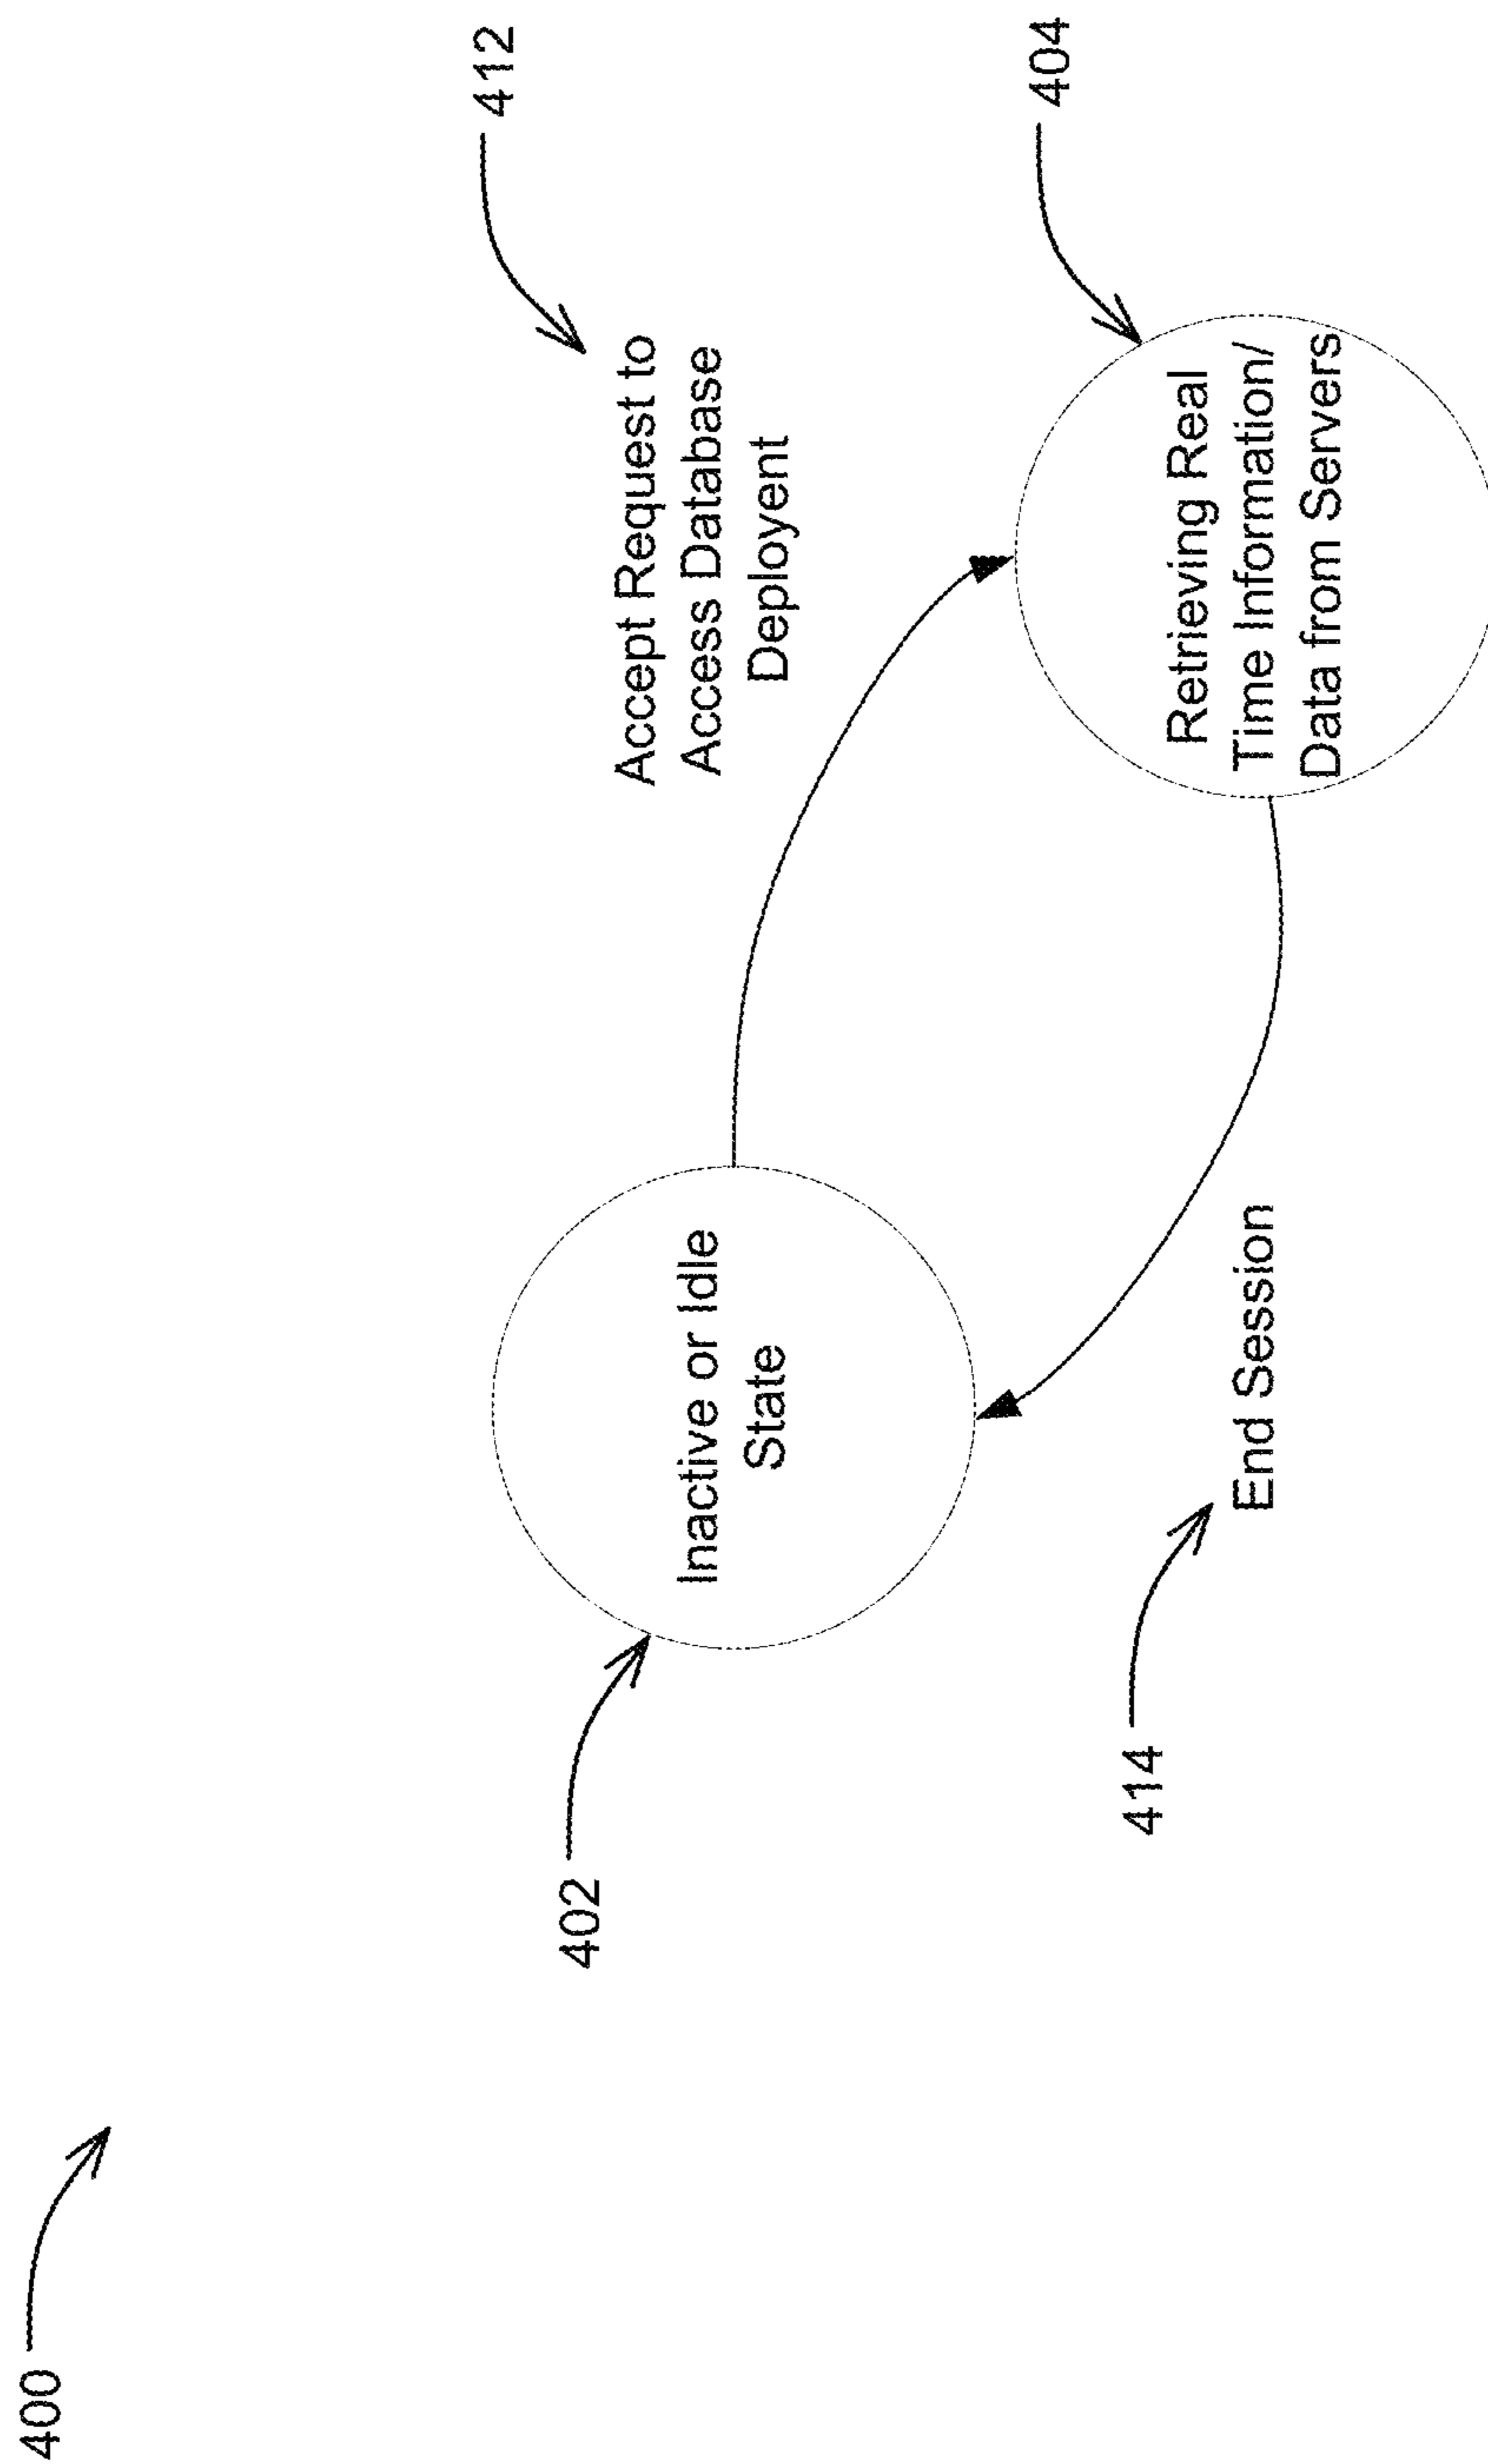 400
402
Inactive or Idle
State
412
Accept Request to
Access Database
Deployent
414
End Session
404
Retrieving Real
Time Information/
Data from Servers